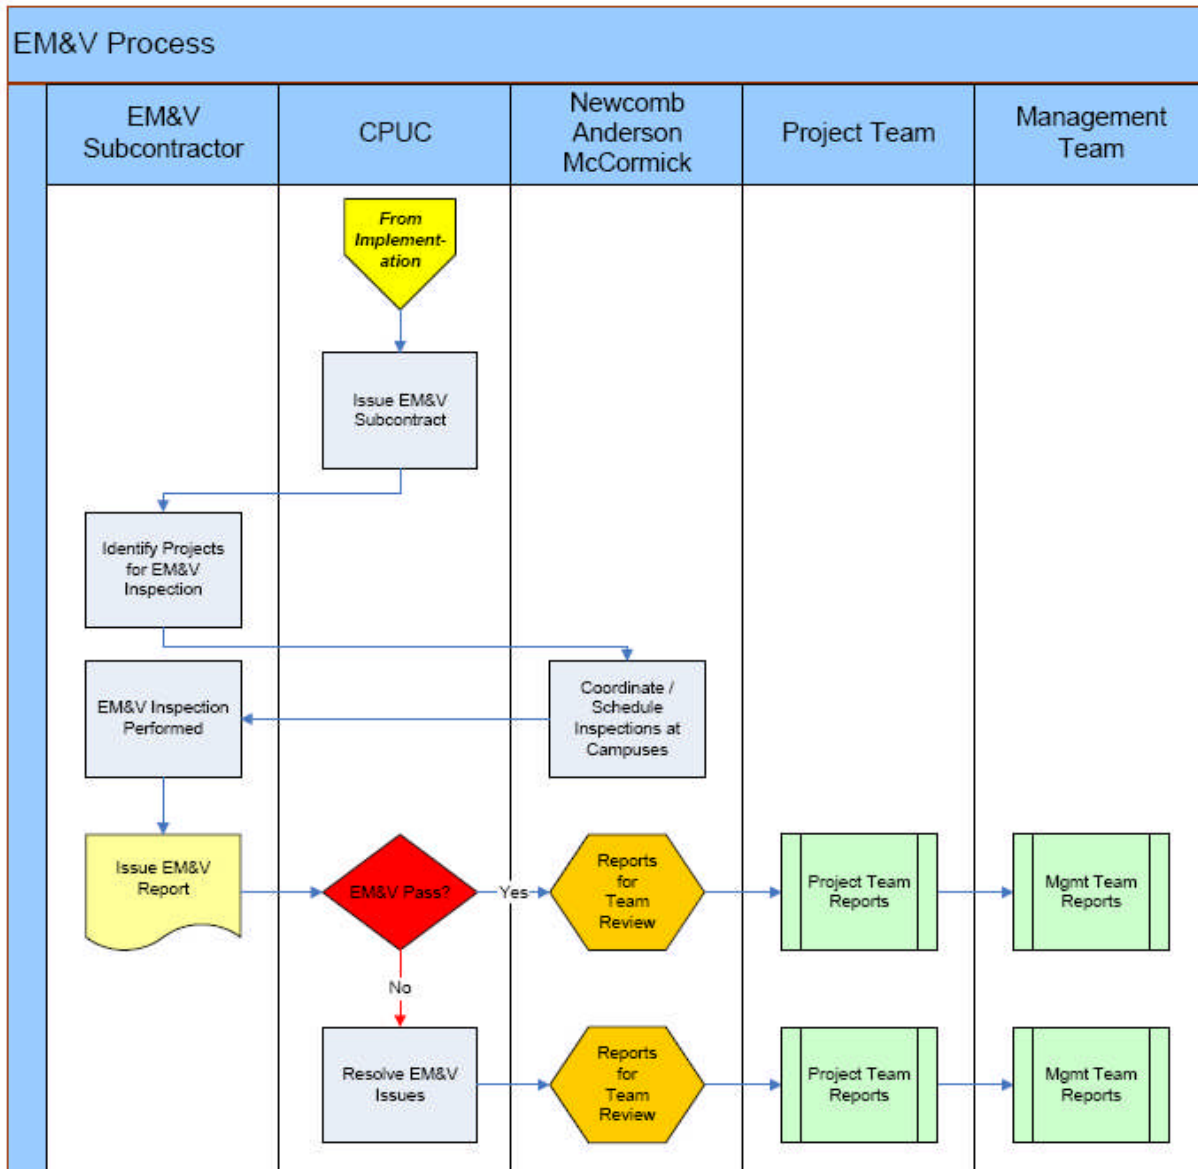 EM&V Process
EM&V
Subcontractor
CPUC
Newcomb
Anderson
McCormick
Project Team
Management
Team
From
Implement-
ation
Issue EM&V
Subcontract
Identify Projects
for EM&V
Inspection
EM&V Inspection
Performed
Coordinate /
Schedule
Inspections at
Campuses
Issue EM&V
Report
EM&V Pass?
Yes
Reports
for
Team
Review
Project Team
Reports
Mgmt Team
Reports
No
Resolve EM&V
Issues
Reports
for
Team
Review
Project Team
Reports
Mgmt Team
Reports